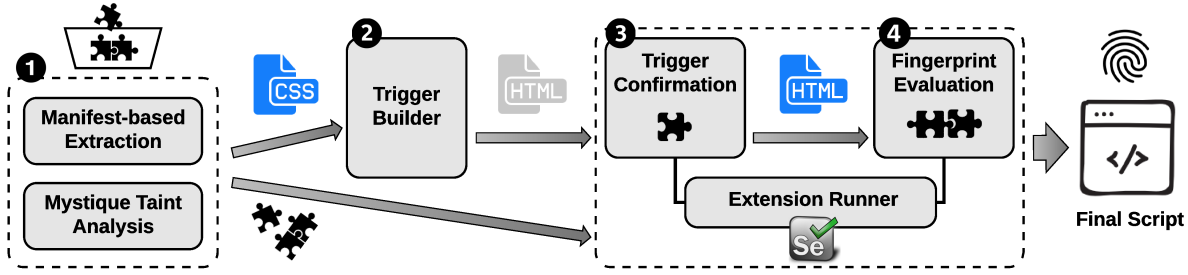 1
Manifest-based
Extraction
Mystique Taint
Analysis
CSS
2
Trigger
Builder
HTML
3
Trigger
Confirmation
HTML
4
Fingerprint
Evaluation
Extension Runner
Se
</>
Final Script